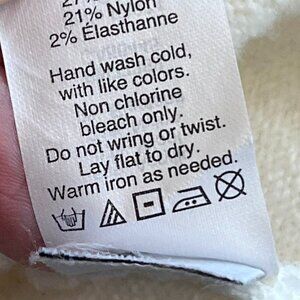 21% Nylon
2% Élasthanne
Hand wash cold,
with like colors.
Non chlorine
bleach only.
Do not wring or twist.
Lay flat to dry.
Warm iron as needed.